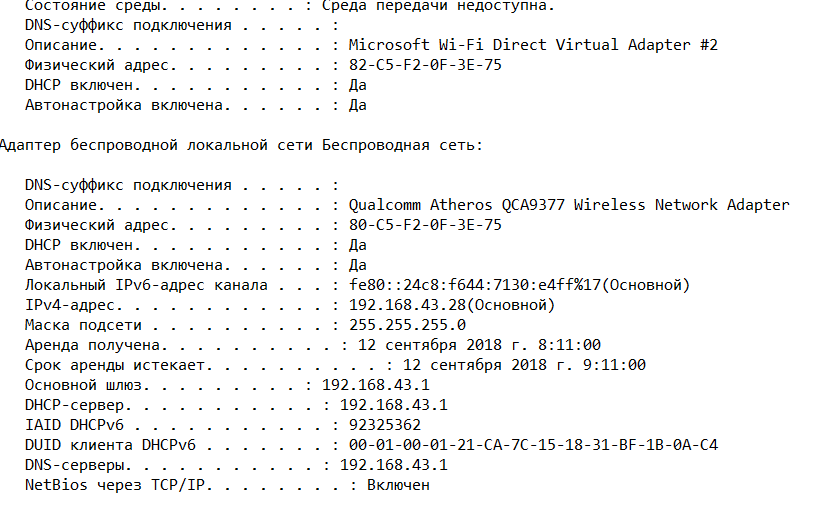 Состояние среды. . . . . . . . : Среда передачи недоступна.
DNS-суффикс подключения . . . . . :
Описание. . . . . . . . . . . . . : Microsoft Wi-Fi Direct Virtual Adapter #2
Физический адрес. . . . . . . . . : 82-C5-F2-0F-3E-75
DHCP включен. . . . . . . . . . . : Да
Автонастройка включена. . . . . . : Да
Адаптер беспроводной локальной сети Беспроводная сеть:
DNS-суффикс подключения . . . . . :
Описание. . . . . . . . . . . . . : Qualcomm Atheros QCA9377 Wireless Network Adapter
Физический адрес. . . . . . . . . : 80-C5-F2-0F-3E-75
DHCP включен. . . . . . . . . . . : Да
Автонастройка включена. . . . . . : Да
Локальный IPv6-адрес канала . . . : fe80::24c8:f644:7130:e4ff%17(Основной)
IPv4-адрес. . . . . . . . . . . . : 192.168.43.28(Основной)
Маска подсети . . . . . . . . . . : 255.255.255.0
Аренда получена. . . . . . . . . . : 12 сентября 2018 г. 8:11:00
Срок аренды истекает. . . . . . . . . . : 12 сентября 2018 г. 9:11:00
Основной шлюз. . . . . . . . . : 192.168.43.1
DHCP-сервер. . . . . . . . . . . : 192.168.43.1
IAID DHCPv6 . . . . . . . . . . . : 92325362
DUID клиента DHCPv6 . . . . . . . : 00-01-00-01-21-CA-7C-15-18-31-BF-1B-0A-C4
DNS-серверы. . . . . . . . . . . : 192.168.43.1
NetBios через TCP/IP. . . . . . . . : Включен